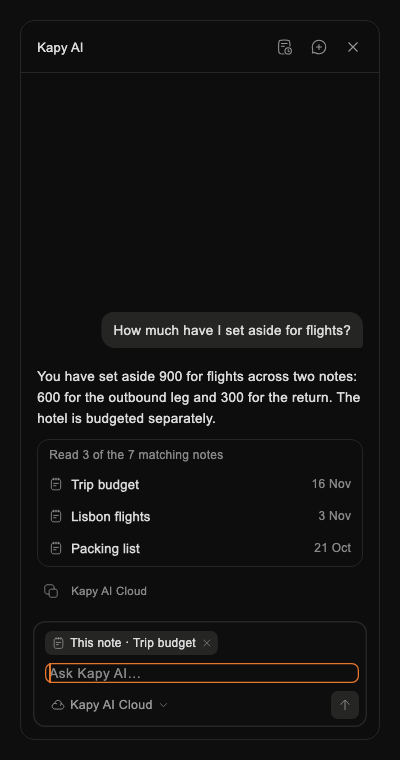 Kapy AI
How much have I set aside for flights?
You have set aside 900 for flights across two notes:
600 for the outbound leg and 300 for the return. The
hotel is budgeted separately.
Read 3 of the 7 matching notes
Trip budget 16 Nov
Lisbon flights 3 Nov
Packing list 21 Oct
Kapy AI Cloud
This note · Trip budget
Ask Kapy AI...
Kapy AI Cloud